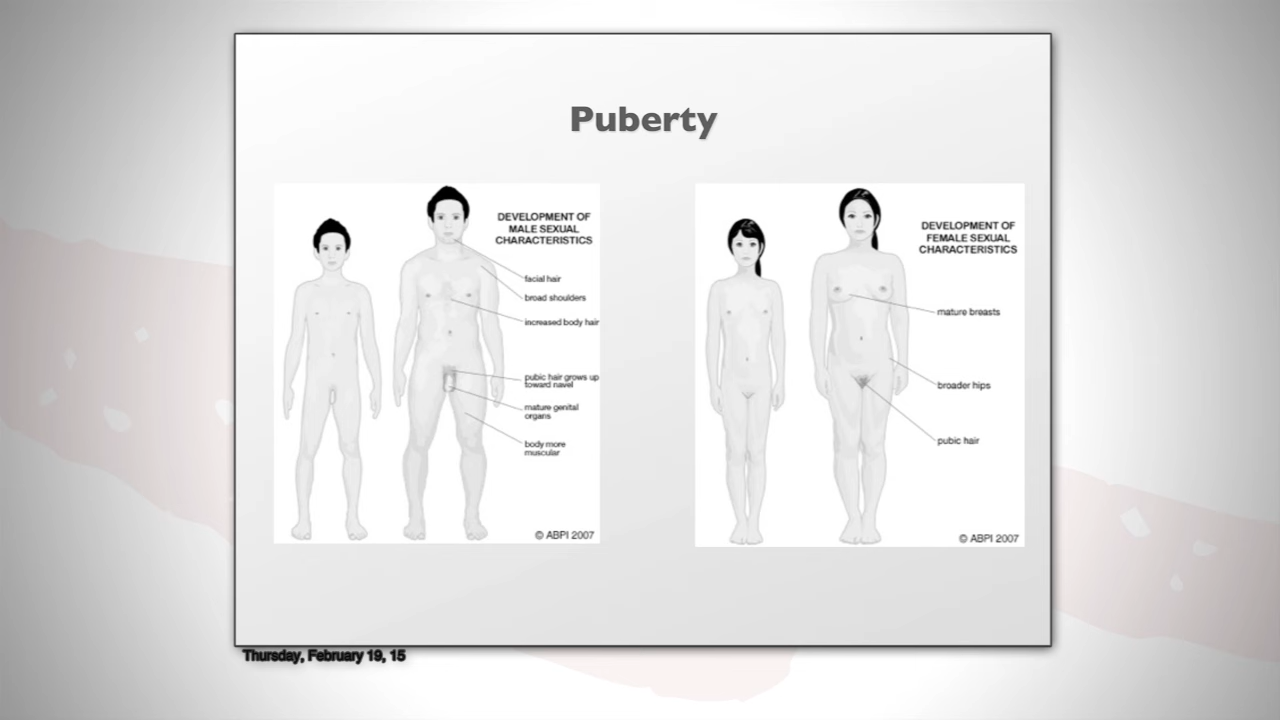 Puberty
DEVELOPMENT OF
MALE SEXUAL
CHARACTERISTICS
facial hair
broad shoulders
increased body hair
pubic hair grows up
toward navel
mature genital
organs
body more
muscular
© ABPI 2007
DEVELOPMENT OF
FEMALE SEXUAL
CHARACTERISTICS
mature breasts
broader hips
pubic hair
© ABPI 2007
Thursday, February 19, 15